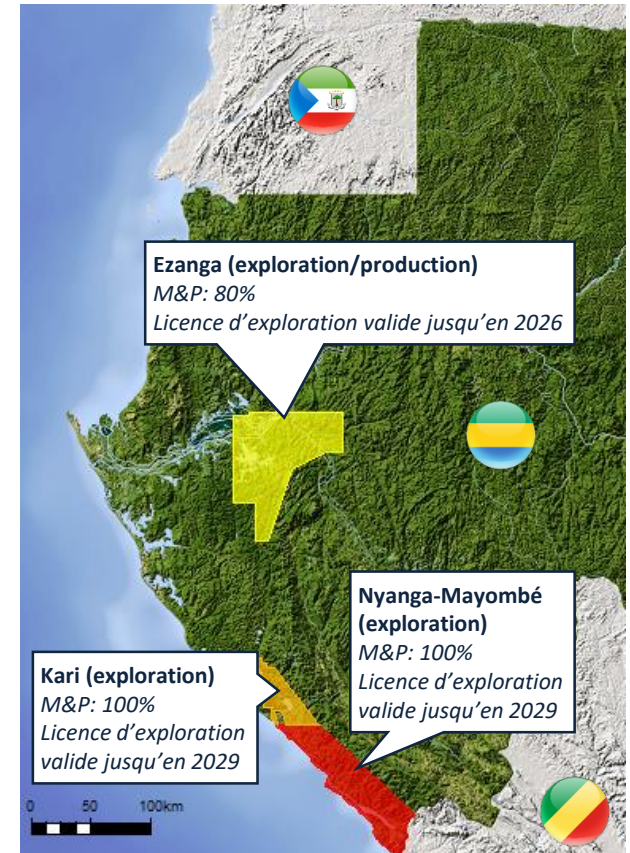 Ezanga (exploration/production)
M&P: 80%
Licence d’exploration valide jusqu’en 2026
Nyanga-Mayombé
(exploration)
M&P: 100%
Licence d’exploration
valide jusqu’en 2029
Kari (exploration)
M&P: 100%
Licence d’exploration
valide jusqu’en 2029
0 50 100km